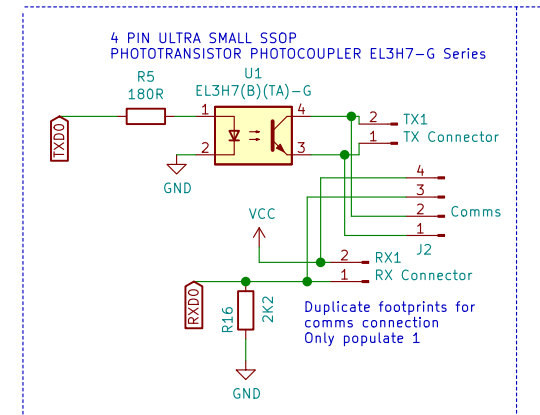 4 PIN ULTRA SMALL SSOP
PHOTOTRANSISTOR PHOTOCOUPLER EL3H7-G Series
R5
180R
U1
EL3H7(B)(TA)-G
TXD0
1
2
4
3
GND
2
1
TX1
TX Connector
4
3
2
1
Comms
J2
VCC
2
1
RX1
RX Connector
RXD0
R16
2K2
GND
Duplicate footprints for
comms connection
Only populate 1